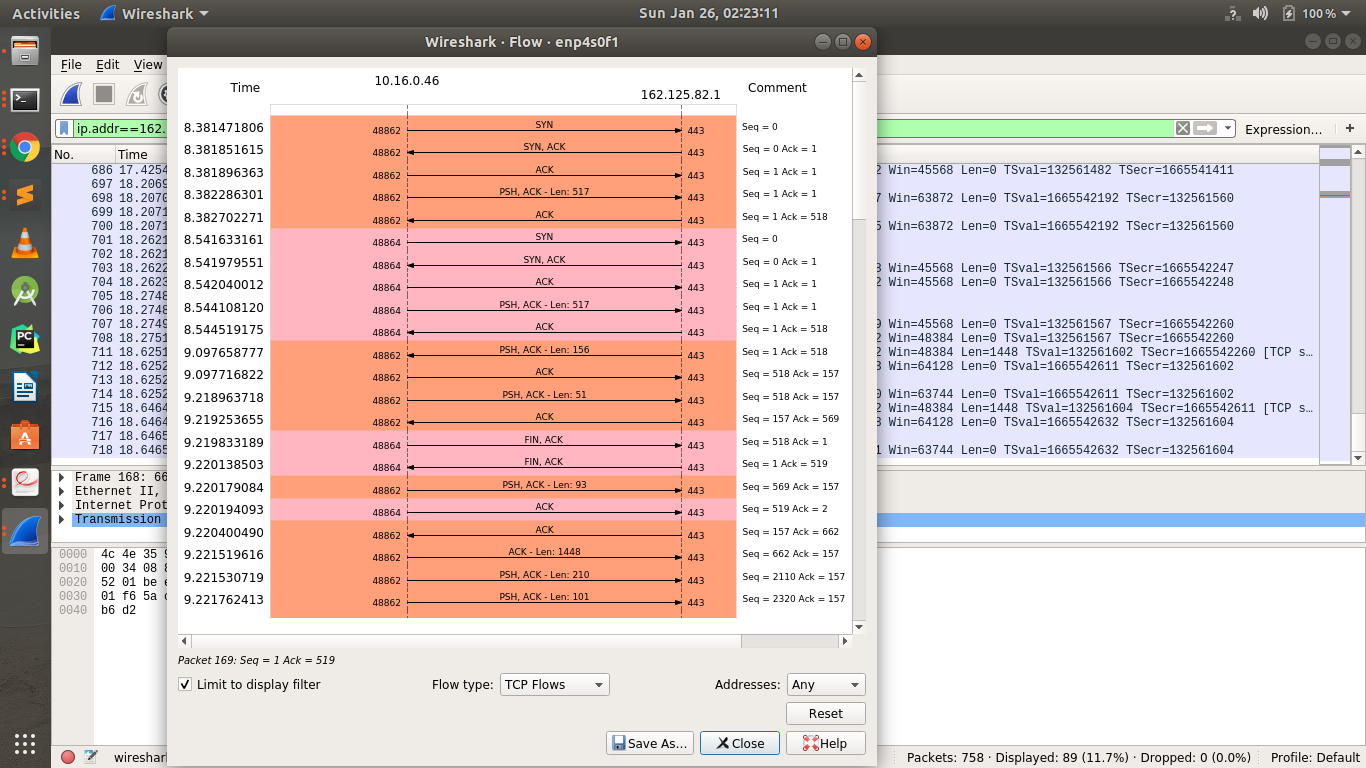 Activities Wireshark Sun Jan 26, 02:23:11 100 %
Wireshark · Flow · enp4s0f1
File Edit View
ip.addr==162. Expression… +
No. Time
686 17.4254 2 Win=45568 Len=0 TSval=132561482 TSecr=1665541411
697 18.2069
698 18.2070 7 Win=63872 Len=0 TSval=1665542192 TSecr=132561560
699 18.2071
700 18.2071 5 Win=63872 Len=0 TSval=1665542192 TSecr=132561560
701 18.2621
702 18.2621
703 18.2622 3 Win=45568 Len=0 TSval=132561566 TSecr=1665542247
704 18.2623 2 Win=45568 Len=0 TSval=132561566 TSecr=1665542248
705 18.2748
706 18.2748
707 18.2749 9 Win=45568 Len=0 TSval=132561567 TSecr=1665542260
708 18.2751 1 Win=48384 Len=0 TSval=132561567 TSecr=1665542260
711 18.6251 2 Win=48384 Len=1448 TSval=132561602 TSecr=1665542260 [TCP s…
712 18.6252 3 Win=64128 Len=0 TSval=1665542611 TSecr=132561602
713 18.6252
714 18.6252 0 Win=63744 Len=0 TSval=1665542611 TSecr=132561602
715 18.6464 2 Win=48384 Len=1448 TSval=132561604 TSecr=1665542611 [TCP s…
716 18.6464 3 Win=64128 Len=0 TSval=1665542632 TSecr=132561604
717 18.6465
718 18.6465 1 Win=63744 Len=0 TSval=1665542632 TSecr=132561604
Frame 168: 66
Ethernet II,
Internet Prot
Transmission
0000 4c 4e 35 9
0010 00 34 08 8
0020 52 01 be e
0030 01 f6 5a c
0040 b6 d2
Time 10.16.0.46 162.125.82.1 Comment
8.381471806 48862 SYN 443 Seq = 0
8.381851615 48862 SYN, ACK 443 Seq = 0 Ack = 1
8.381896363 48862 ACK 443 Seq = 1 Ack = 1
8.382286301 48862 PSH, ACK - Len: 517 443 Seq = 1 Ack = 1
8.382702271 48862 ACK 443 Seq = 1 Ack = 518
8.541633161 48864 SYN 443 Seq = 0
8.541979551 48864 SYN, ACK 443 Seq = 0 Ack = 1
8.542040012 48864 ACK 443 Seq = 1 Ack = 1
8.544108120 48864 PSH, ACK - Len: 517 443 Seq = 1 Ack = 1
8.544519175 48864 ACK 443 Seq = 1 Ack = 518
9.097658777 48862 PSH, ACK - Len: 156 443 Seq = 1 Ack = 518
9.097716822 48862 ACK 443 Seq = 518 Ack = 157
9.218963718 48862 PSH, ACK - Len: 51 443 Seq = 518 Ack = 157
9.219253655 48862 ACK 443 Seq = 157 Ack = 569
9.219833189 48864 FIN, ACK 443 Seq = 518 Ack = 1
9.220138503 48864 FIN, ACK 443 Seq = 1 Ack = 519
9.220179084 48862 PSH, ACK - Len: 93 443 Seq = 569 Ack = 157
9.220194093 48864 ACK 443 Seq = 519 Ack = 2
9.220400490 48862 ACK 443 Seq = 157 Ack = 662
9.221519616 48862 ACK - Len: 1448 443 Seq = 662 Ack = 157
9.221530719 48862 PSH, ACK - Len: 210 443 Seq = 2110 Ack = 157
9.221762413 48862 PSH, ACK - Len: 101 443 Seq = 2320 Ack = 157
Packet 169: Seq = 1 Ack = 519
Limit to display filter Flow type: TCP Flows Addresses: Any
Reset
Save As… Close Help
wireshar Packets: 758 · Displayed: 89 (11.7%) · Dropped: 0 (0.0%) Profile: Default